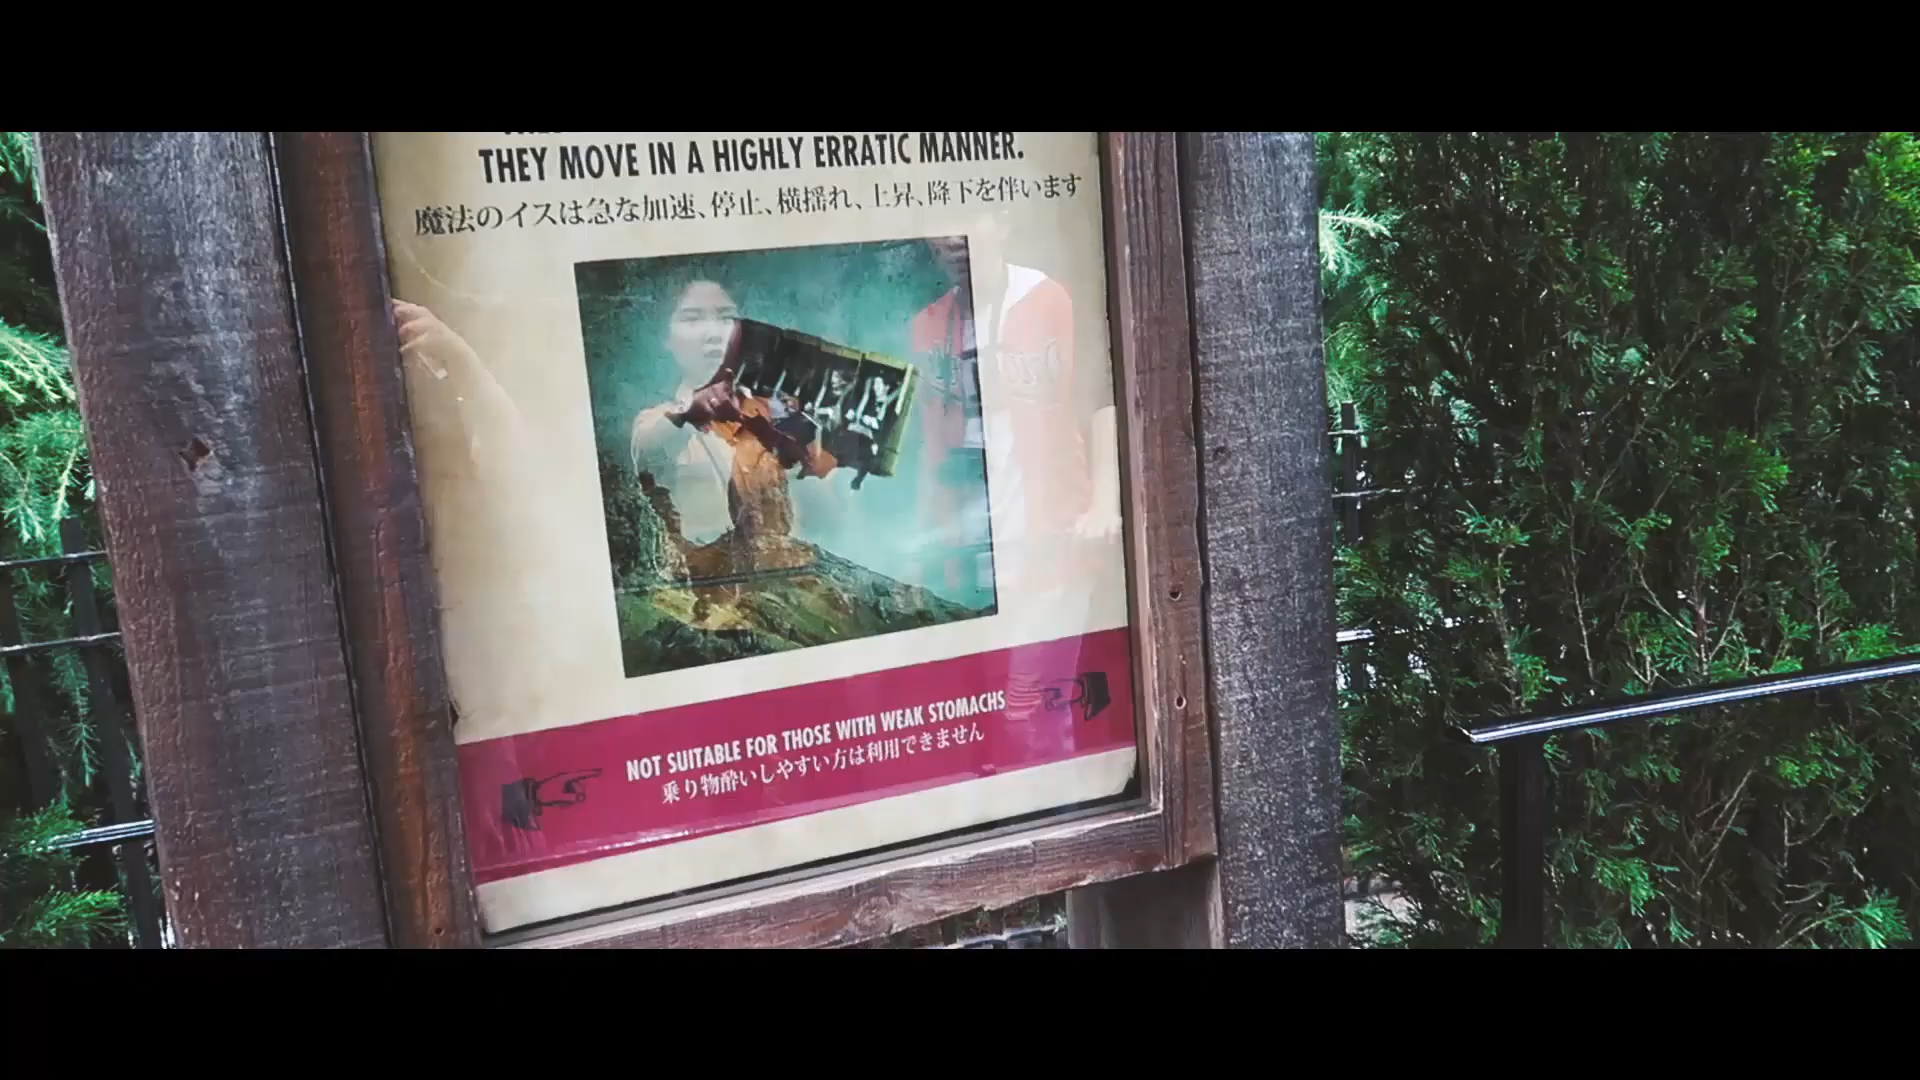 THEY MOVE IN A HIGHLY ERRATIC MANNER.
魔法のイスは急な加速、停止、横揺れ、上昇、降下を伴います
NOT SUITABLE FOR THOSE WITH WEAK STOMACHS
乗り物酔いしやすい方は利用できません